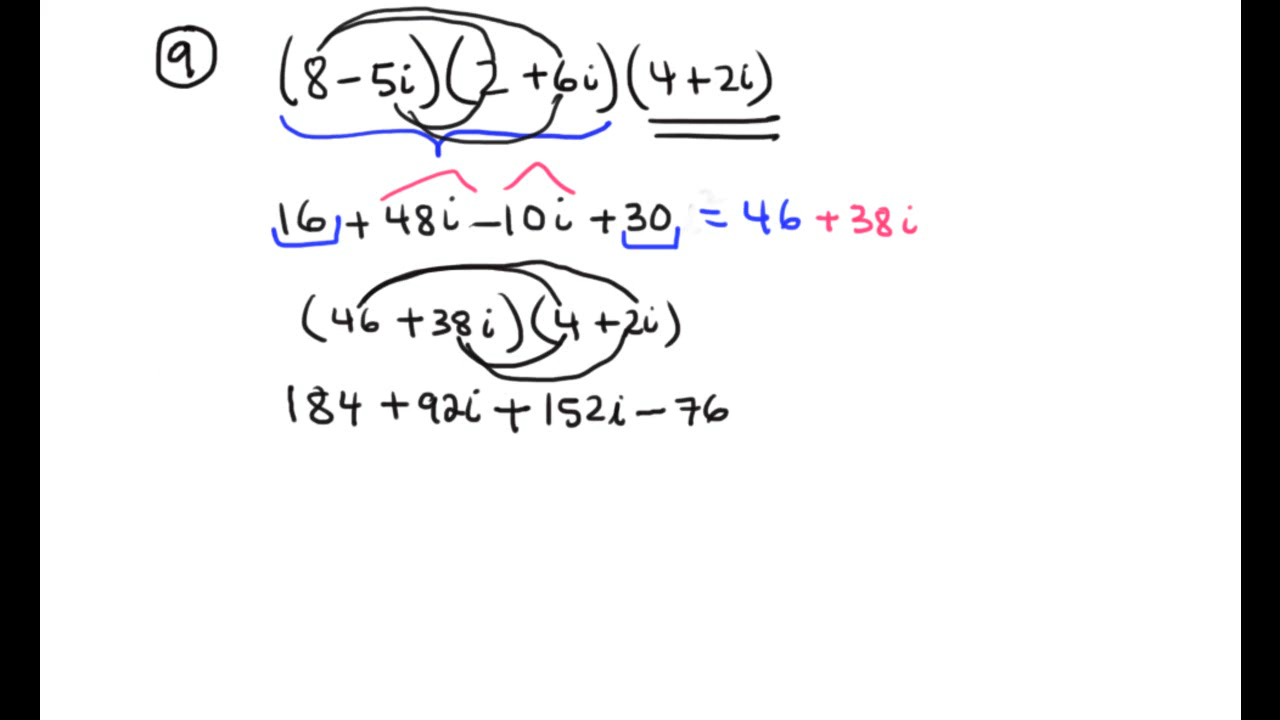 9 (8-5i)(2+6i)(4+2i)
16+48i-10i+30 = 46+38i
(46+38i)(4+2i)
184+92i+152i-76